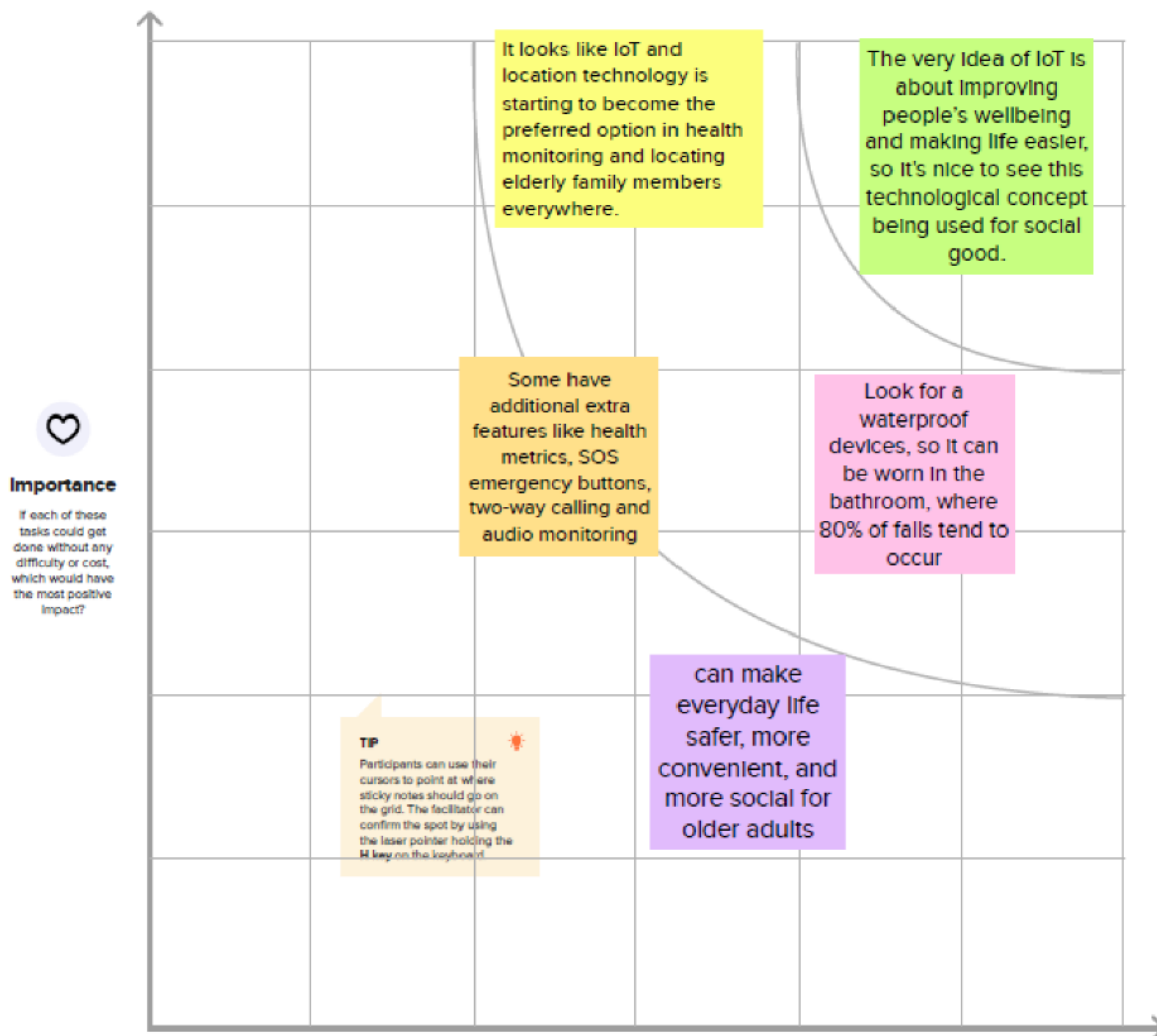 It looks like IoT and
location technology is
starting to become the
preferred option in health
monitoring and locating
elderly family members
everywhere.
The very idea of IoT is
about improving
people's wellbeing
and making life easier,
so it's nice to see this
technological concept
being used for social
good.
Some have
additional extra
features like health
metrics, SOS
emergency buttons,
two-way calling and
audio monitoring
Look for a
waterproof
devices, so it can
be worn in the
bathroom, where
80% of falls tend to
occur
Importance
If each of these
tasks could get
done without any
difficulty or cost,
which would have
the most positive
impact?
can make
everyday life
safer, more
convenient, and
more social for
older adults
TIP
Participants can use their
cursors to point at where
sticky notes should go on
the grid. The facilitator can
confirm the spot by using
the laser pointer holding the
H key on the keyboard